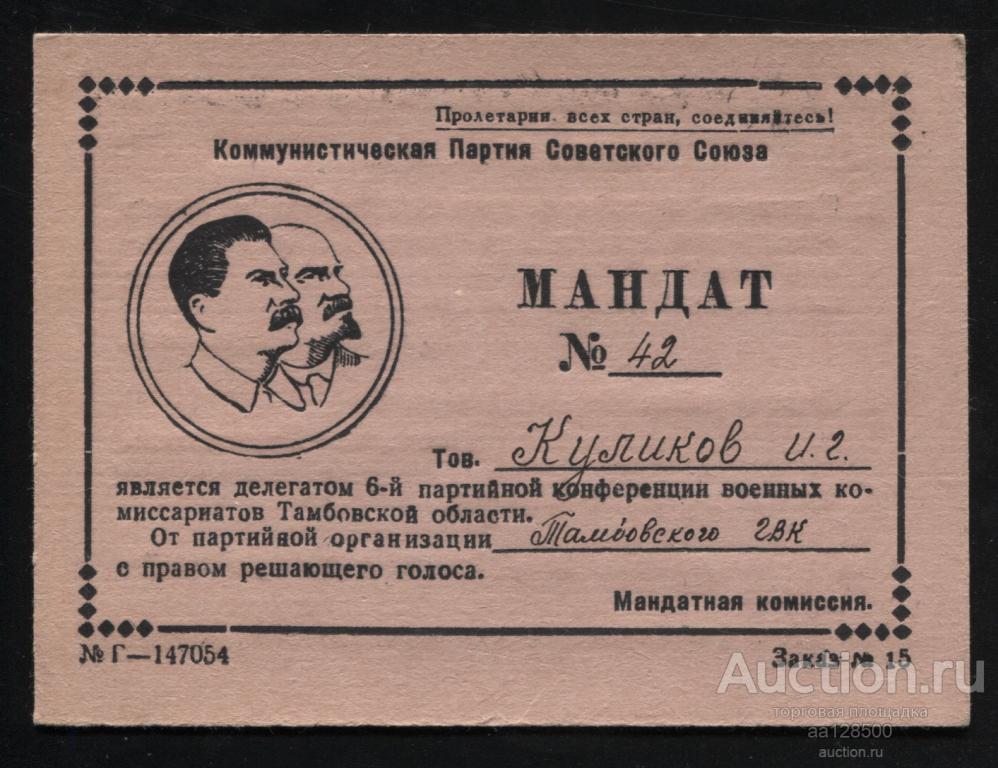 Пролетарии всех стран, соединяйтесь!
Коммунистическая Партия Советского Союза
МАНДАТ
№ 42
Тов. Куликов И. Г.
является делегатом 6-й партийной конференции военных ко-
миссариатов Тамбовской области.
От партийной организации Тамбовского ГВК
с правом решающего голоса.
Мандатная комиссия.
№ Г—147054
Заказ № 15
Auction.ru
торговая площадка
aa128500
auction.ru